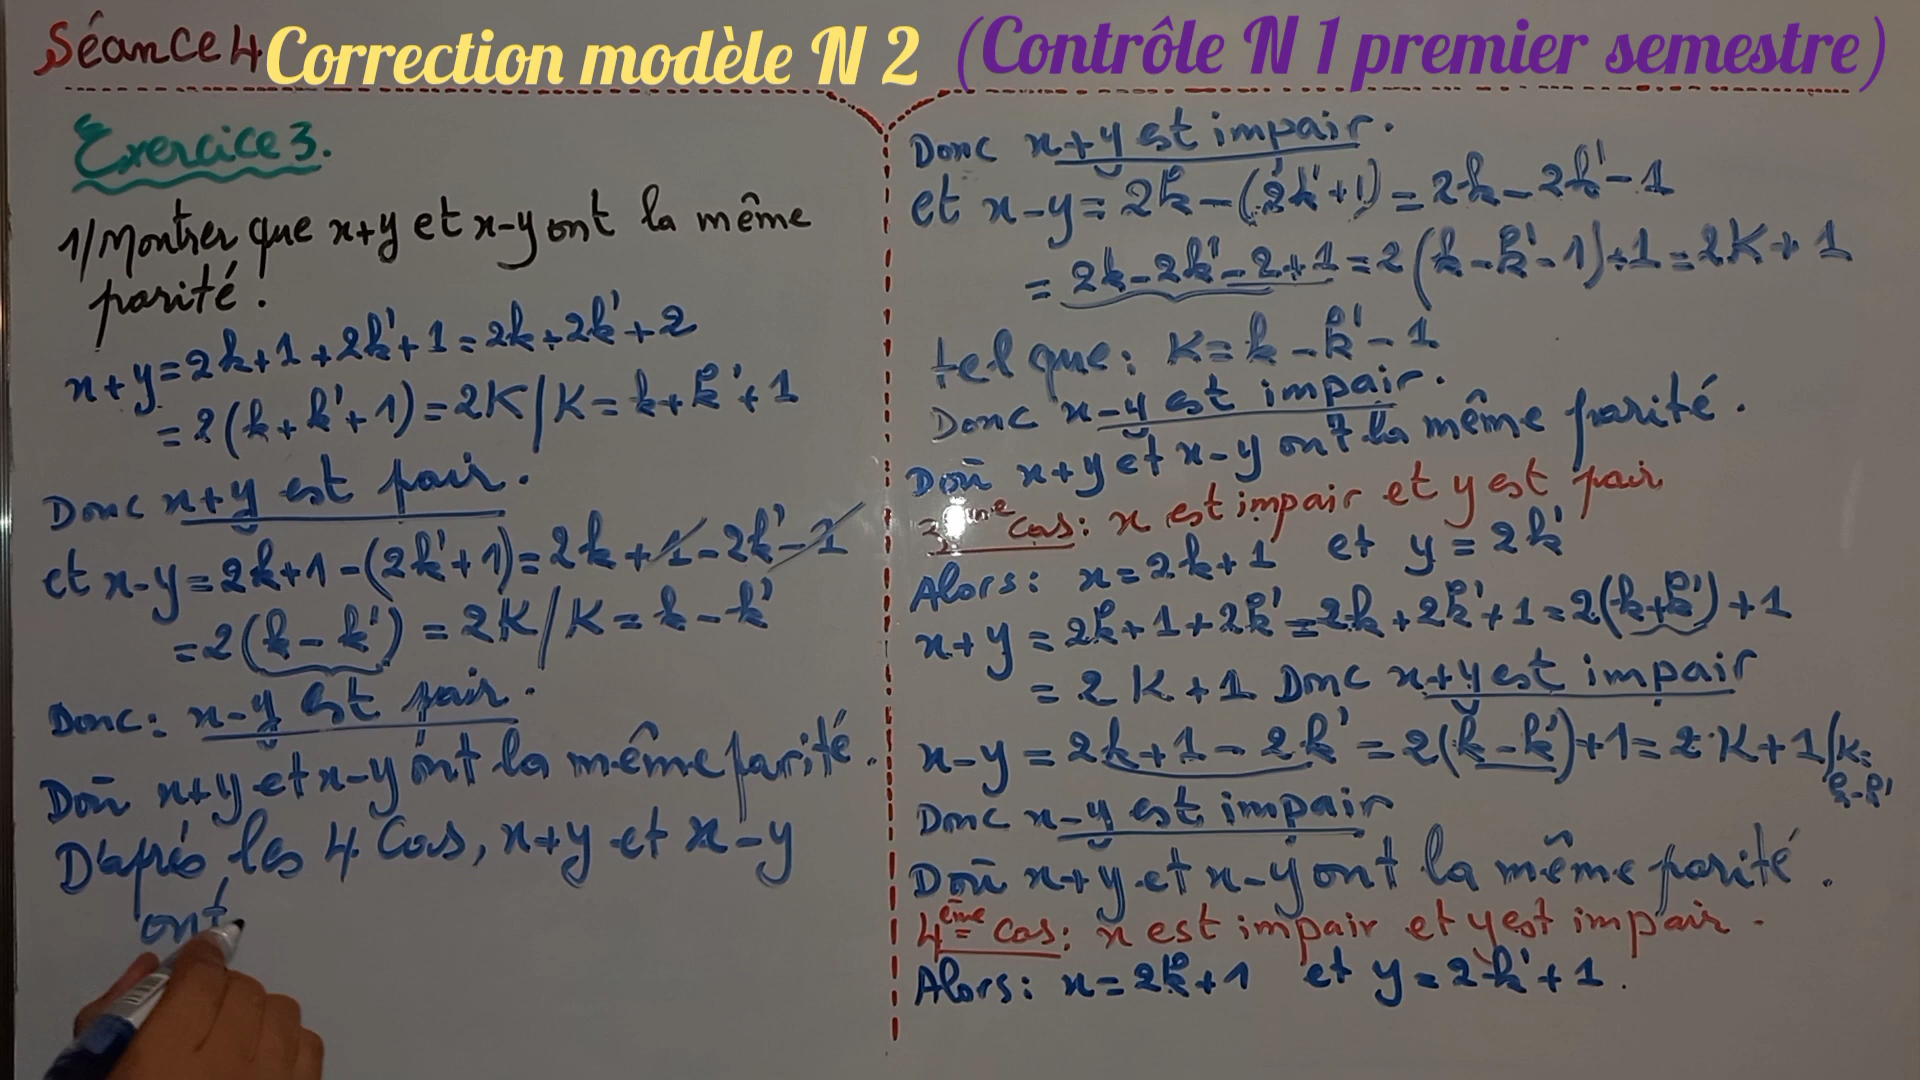 Séance 4 Correction modèle N 2 (Contrôle N 1 premier semestre)
Exercice 3.
1/ Montrer que x+y et x-y ont la même
parité.
x+y=2k+1+2k'+1=2k+2k'+2
=2(k+k'+1)=2K/K=k+k'+1
Donc x+y est pair.
et x-y=2k+1-(2k'+1)=2k+1-2k'-1
=2(k-k')=2K/K=k-k'
Donc: x-y est pair.
Doù x+y et x-y ont la même parité.
D'après les 4 Cas, x+y et x-y
ont
Donc x+y est impair.
et x-y=2k-(2k'+1)=2k-2k'-1
=2k-2k'-2+1=2(k-k'-1)+1=2K+1
tel que: K=k-k'-1
Donc x-y est impair.
Doù x+y et x-y ont la même parité.
3ème cas: x est impair et y est pair
Alors: x=2k+1 et y=2k'
x+y=2k+1+2k'=2k+2k'+1=2(k+k')+1
=2K+1 Donc x+y est impair
x-y=2k+1-2k'=2(k-k')+1=2.K+1/K=
k-k'
Donc x-y est impair
Doù x+y et x-y ont la même parité.
4ème cas: x est impair et y est impair.
Alors: x=2k+1 et y=2k'+1.